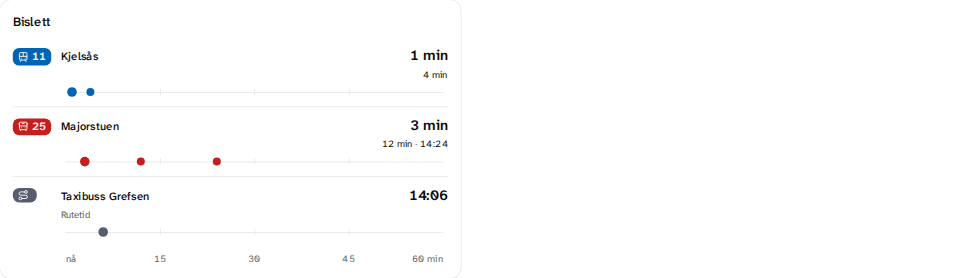 Bislett
11 Kjelsås 1 min
4 min
25 Majorstuen 3 min
12 min · 14:24
Taxibuss Grefsen 14:06
Rutetid
nå 15 30 45 60 min